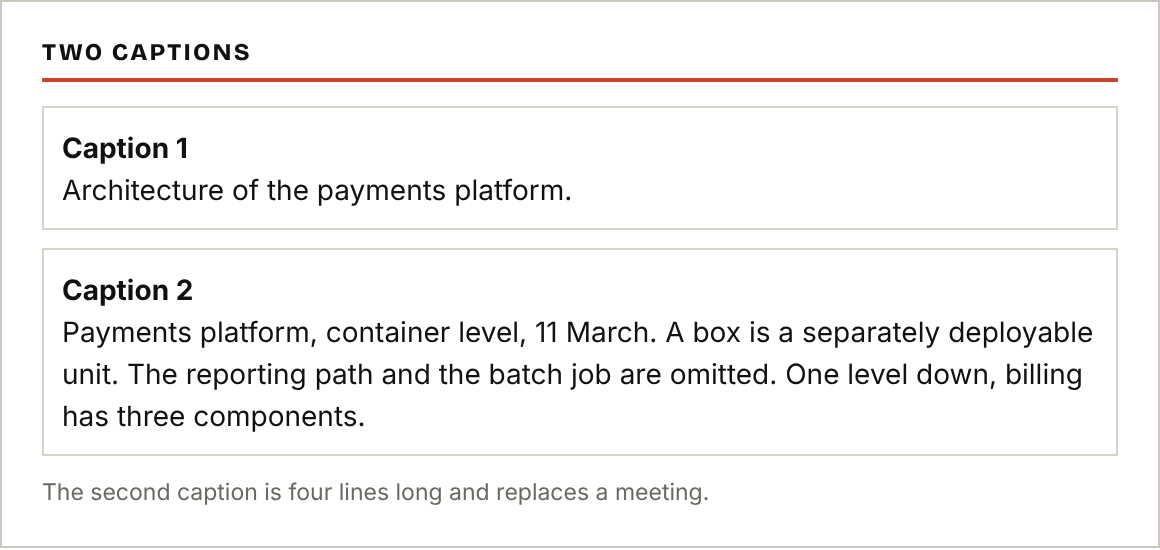 TWO CAPTIONS
Caption 1
Architecture of the payments platform.
Caption 2
Payments platform, container level, 11 March. A box is a separately deployable
unit. The reporting path and the batch job are omitted. One level down, billing
has three components.
The second caption is four lines long and replaces a meeting.